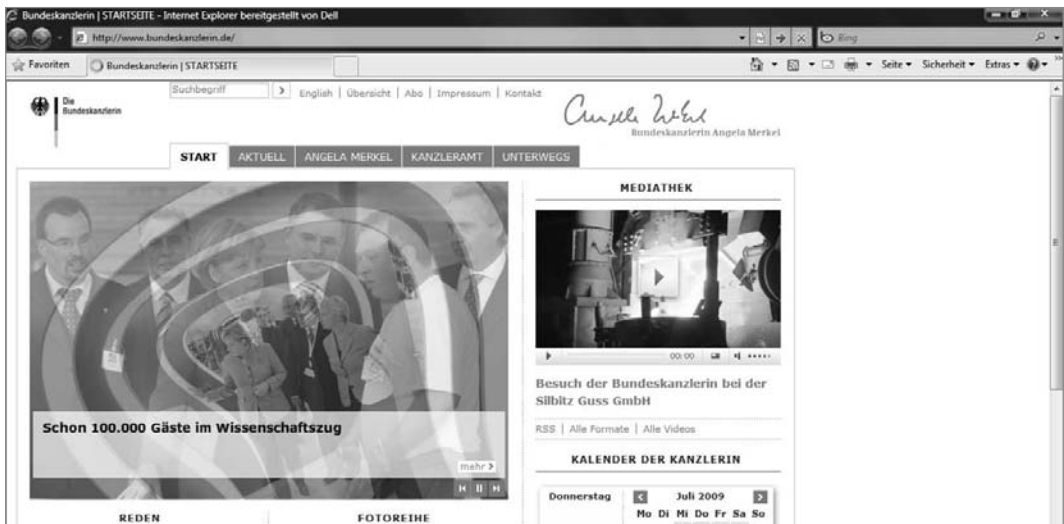 Bundeskanzlerin | STARTSEITE - Internet Explorer bereitgestellt von Dell
http://www.bundeskanzlerin.de/
Bing
Favoriten
Bundeskanzlerin | STARTSEITE
Seite
Sicherheit
Extras
Die
Bundeskanzlerin
Suchbegriff
English | Übersicht | Abo | Impressum | Kontakt
Angela Merkel
Bundeskanzlerin Angela Merkel
START
AKTUELL
ANGELA MERKEL
KANZLERAMT
UNTERWEGS
Schon 100.000 Gäste im Wissenschaftszug
mehr
REDEN
FOTOREIHE
MEDIATHEK
00:00
Besuch der Bundeskanzlerin bei der
Silbitz Guss GmbH
RSS | Alle Formate | Alle Videos
KALENDER DER KANZLERIN
Donnerstag
Juli 2009
Mo Di Mi Do Fr Sa So